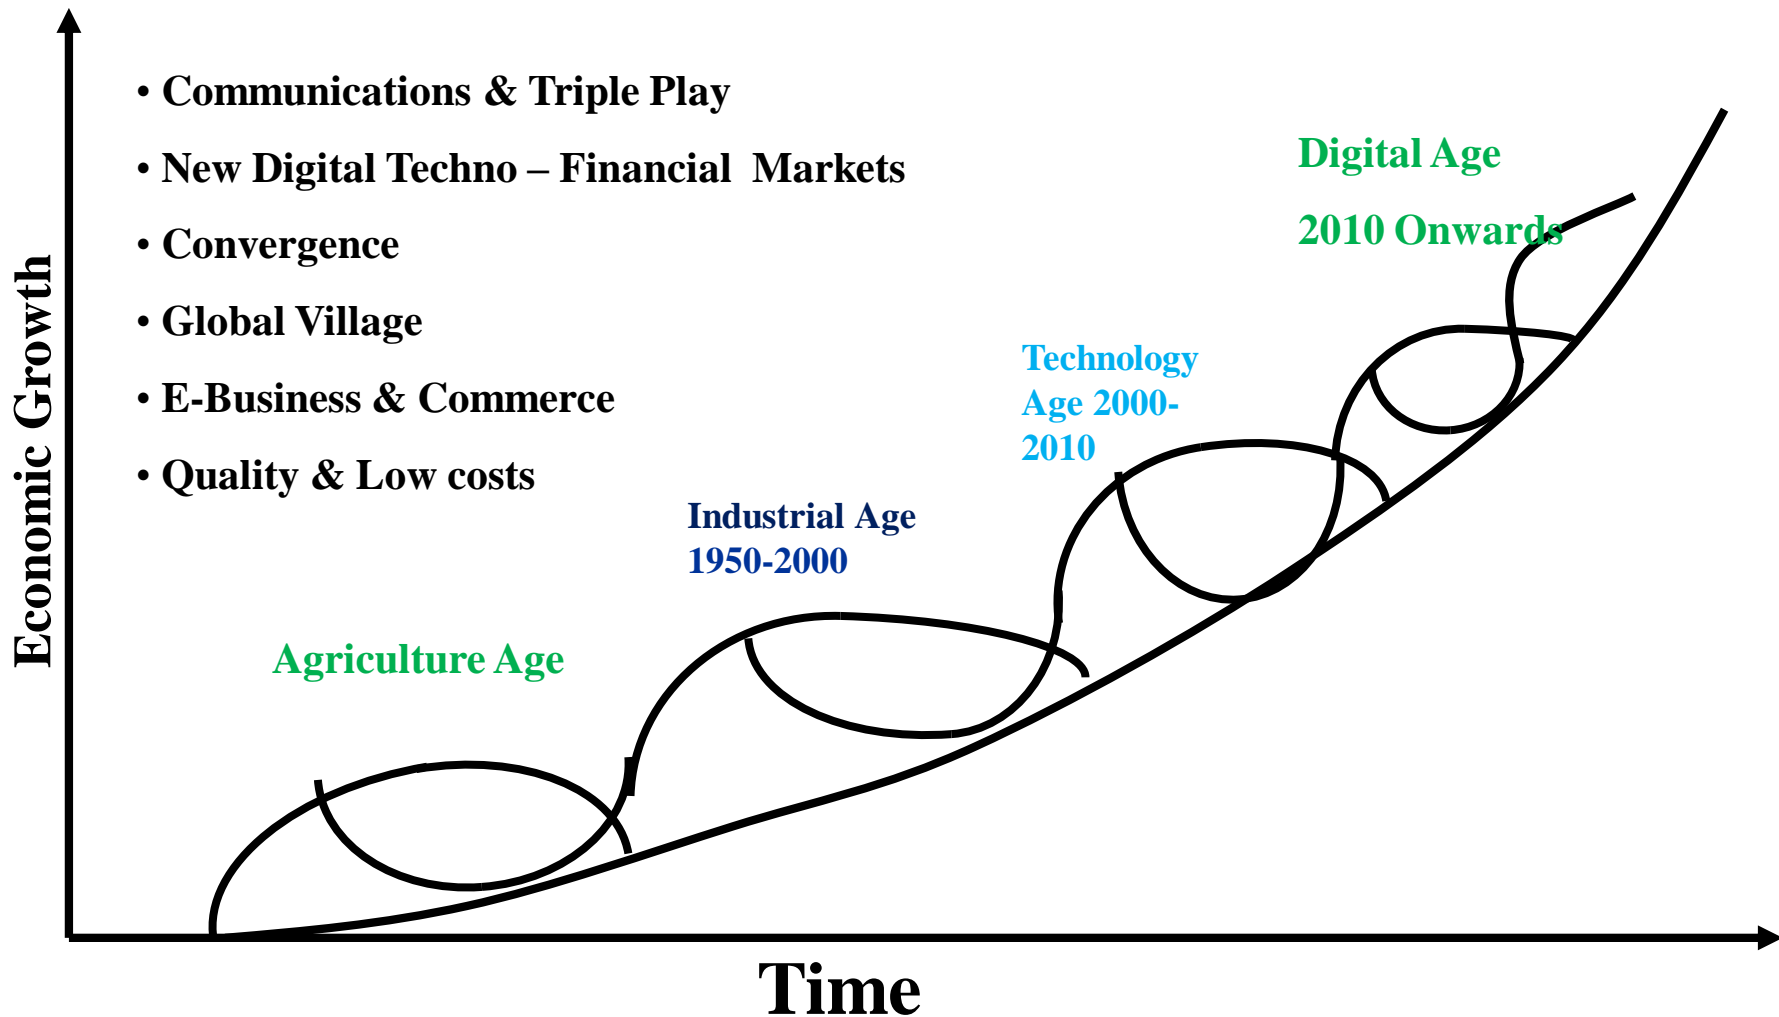 • Communications & Triple Play
• New Digital Techno – Financial Markets
• Convergence
• Global Village
• E-Business & Commerce
• Quality & Low costs
Digital Age
2010 Onwards
Technology
Age 2000-
2010
Industrial Age
1950-2000
Agriculture Age
Economic Growth
Time